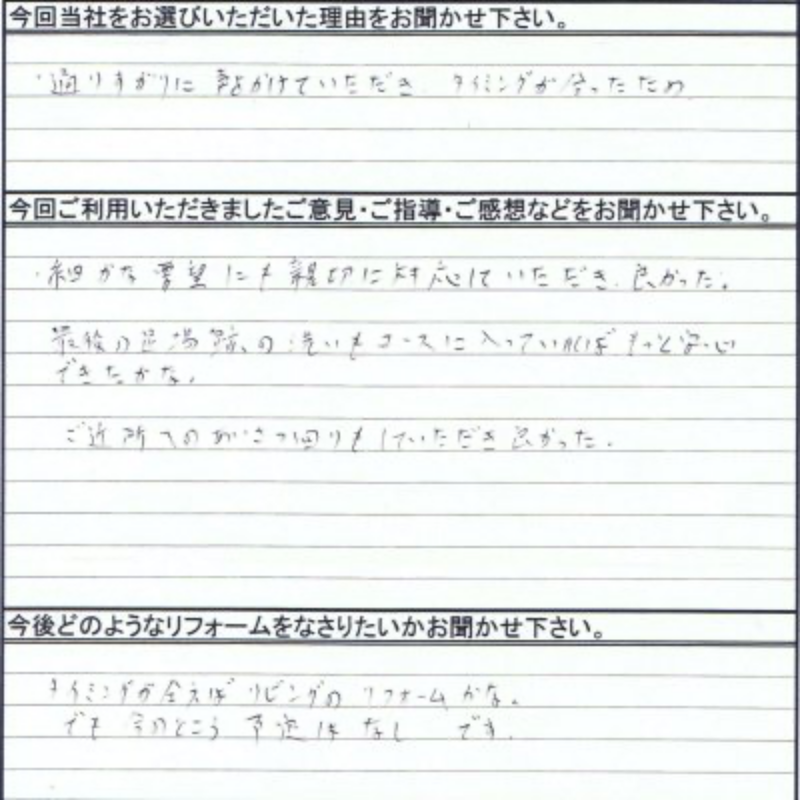 今回当社をお選びいただいた理由をお聞かせ下さい。
・通りすがりに声をかけていただき タイミングが合ったため
今回ご利用いただきましたご意見・ご指導・ご感想などをお聞かせ下さい。
・細かな要望にも親切に対応していただき、良かった。
最後の足場跡の洗いもコースに入っていればもっと安心
できたかな。
ご近所へのあいさつ回りもしていただき良かった。
今後どのようなリフォームをなさりたいかお聞かせ下さい。
タイミングが合えばリビングのリフォームかな。
でも今のところ予定はなし です。